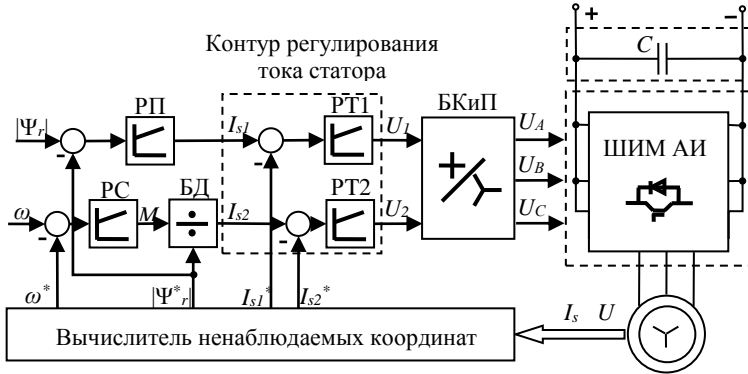 + −
Контур регулирования
тока статора
C
РП РТ1 БКиП
|Ψr| Is1 U1 UA
ШИМ АИ
-
-
UB
РС БД РТ2
ω M Is2 U2 UC
-
-
ω* |Ψ*r| Is1* Is2*
Is U
Вычислитель ненаблюдаемых координат